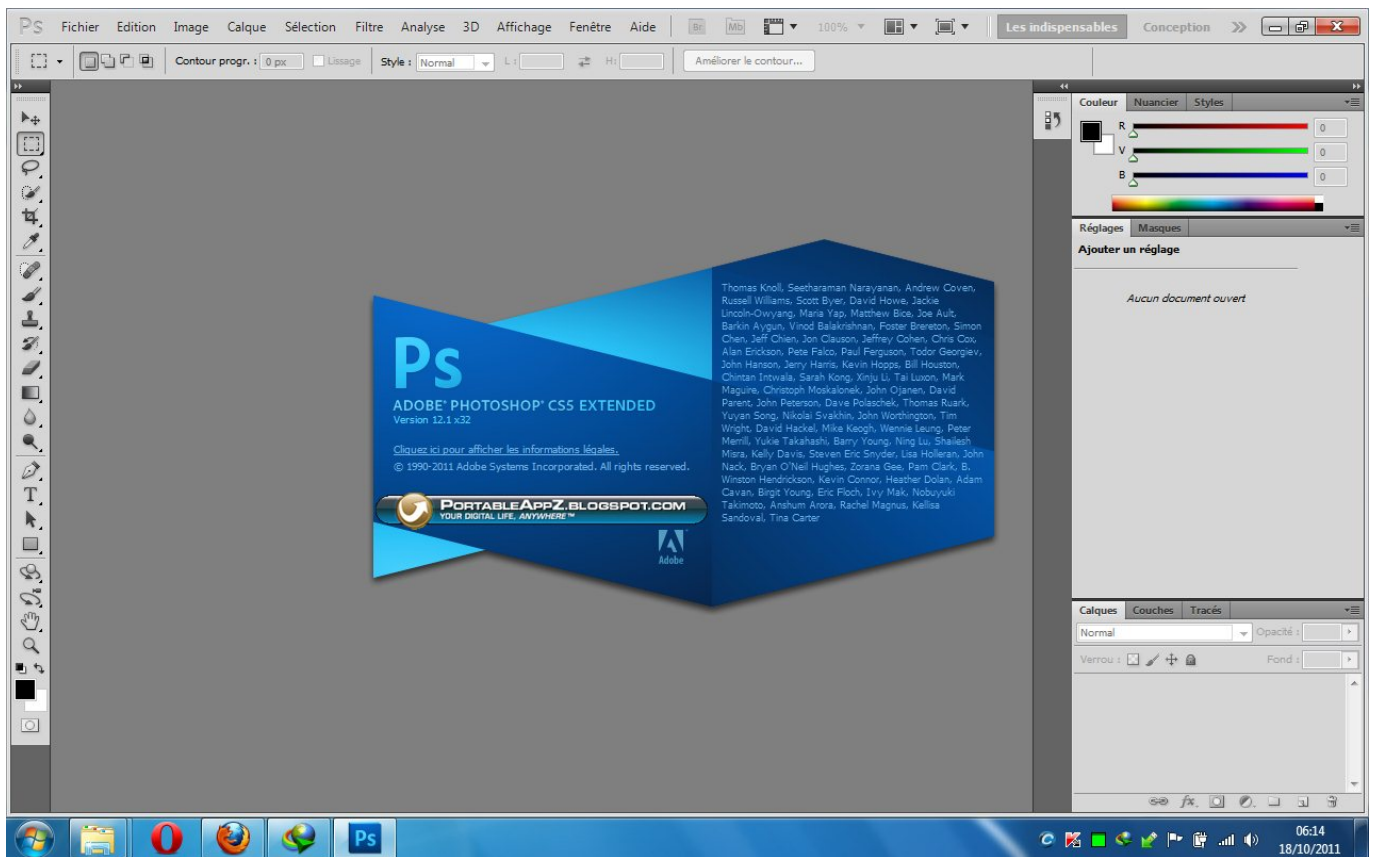 Ps Fichier Edition Image Calque Sélection Filtre Analyse 3D Affichage Fenêtre Aide Br Mb 100% Les indispensables Conception
Contour progr. : 0 px Lissage Style : Normal L : H: Améliorer le contour...
Couleur Nuancier Styles
R 0
V 0
B 0
Réglages Masques
Ajouter un réglage
Aucun document ouvert
Ps
ADOBE® PHOTOSHOP® CS5 EXTENDED
Version 12.1 x32
Cliquez ici pour afficher les informations légales.
© 1990-2011 Adobe Systems Incorporated. All rights reserved.
PORTABLEAPPZ.BLOGSPOT.COM
YOUR DIGITAL LIFE, ANYWHERE™
Adobe
Thomas Knoll, Seetharaman Narayanan, Andrew Coven,
Russell Williams, Scott Byer, David Howe, Jackie
Lincoln-Owyang, Maria Yap, Matthew Bice, Joe Ault,
Barkin Aygun, Vinod Balakrishnan, Foster Brereton, Simon
Chen, Jeff Chien, Jon Clauson, Jeffrey Cohen, Chris Cox,
Alan Erickson, Pete Falco, Paul Ferguson, Todor Georgiev,
John Hanson, Jerry Harris, Kevin Hopps, Bill Houston,
Chintan Intwala, Sarah Kong, Xinju Li, Tai Luxon, Mark
Maguire, Christoph Moskalonek, John Ojanen, David
Parent, John Peterson, Dave Polaschek, Thomas Ruark,
Yuyan Song, Nikolai Svakhin, John Worthington, Tim
Wright, David Hackel, Mike Keogh, Wennie Leung, Peter
Merrill, Yukie Takahashi, Barry Young, Ning Lu, Shailesh
Misra, Kelly Davis, Steven Eric Snyder, Lisa Holleran, John
Nack, Bryan O'Neil Hughes, Zorana Gee, Pam Clark, B.
Winston Hendrickson, Kevin Connor, Heather Dolan, Adam
Cavan, Birgit Young, Eric Floch, Ivy Mak, Nobuyuki
Takimoto, Anshum Arora, Rachel Magnus, Kellisa
Sandoval, Tina Carter
Calques Couches Tracés
Normal Opacité :
Verrou : Fond :
fx.
Ps
06:14
18/10/2011